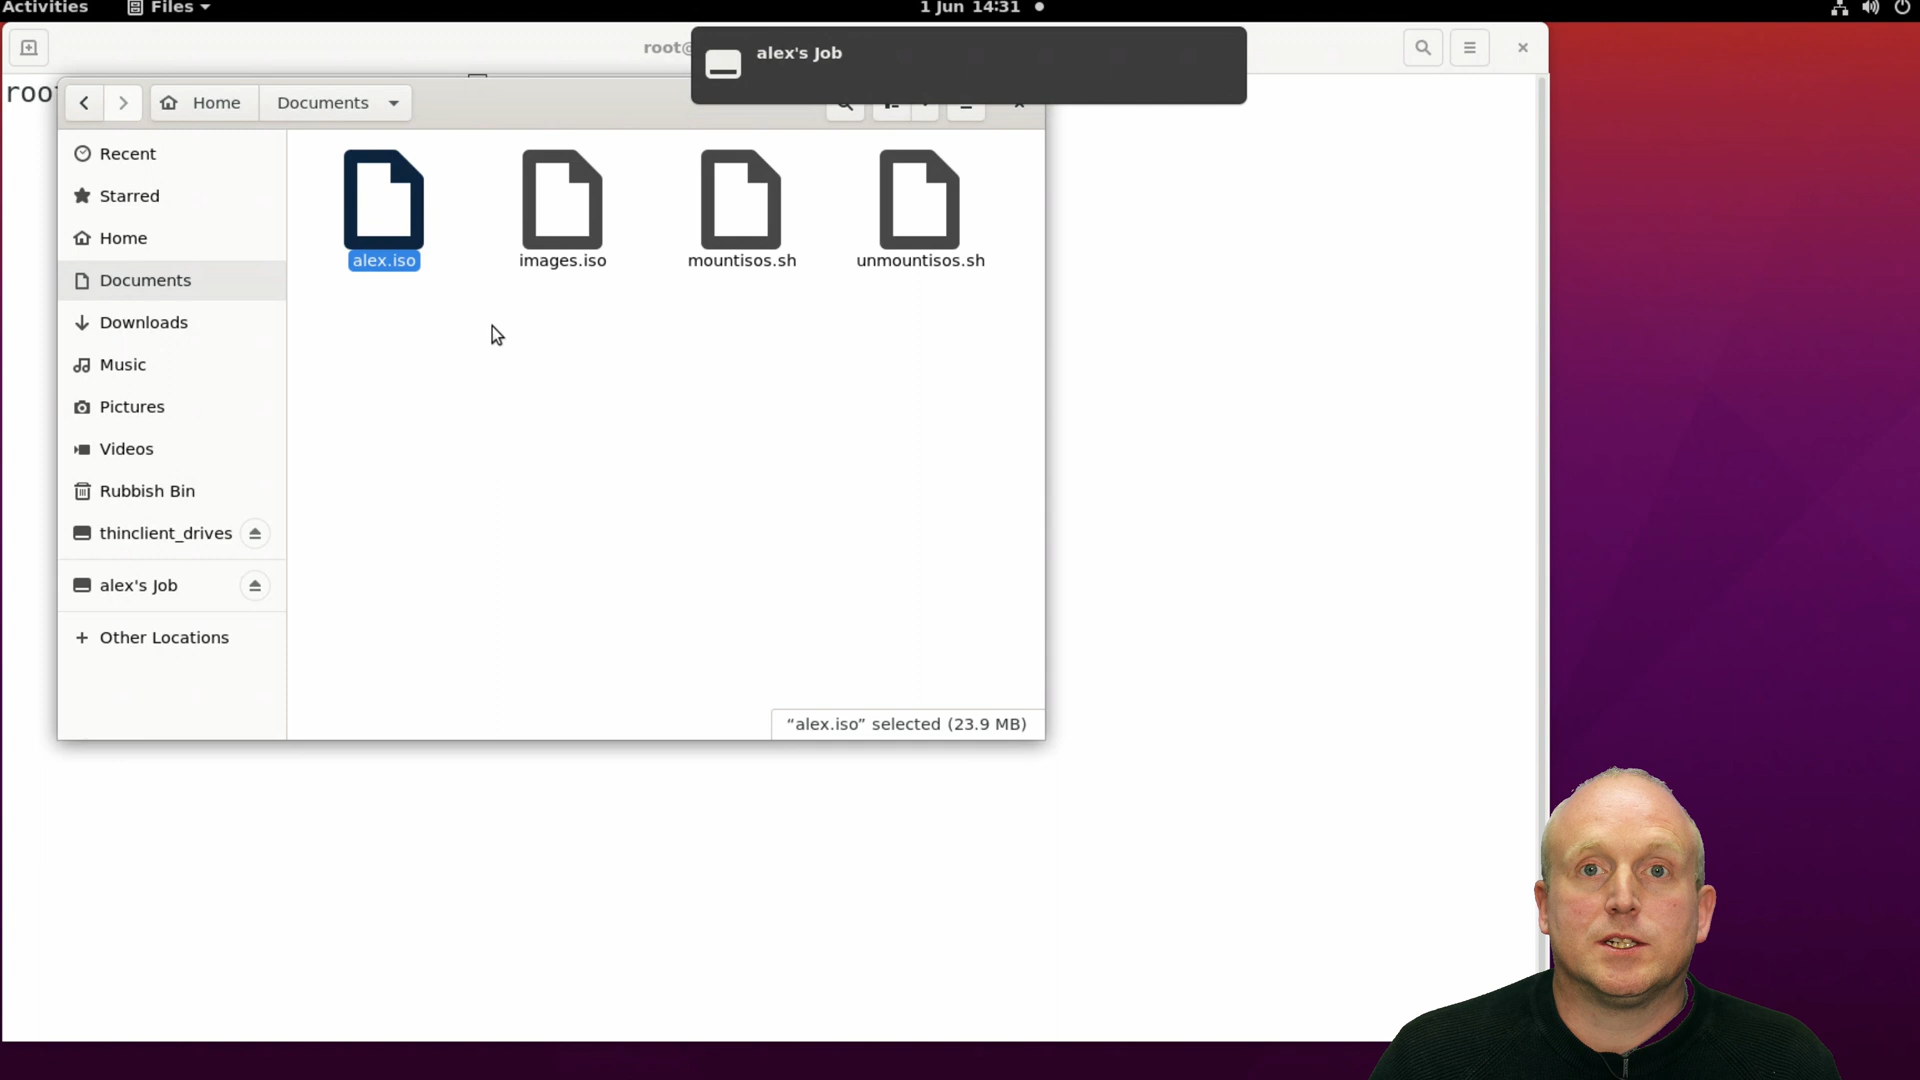 Activities Files 1 Jun 14:31
root@
alex's Job
roo
Home Documents
Recent
Starred
Home
Documents
Downloads
Music
Pictures
Videos
Rubbish Bin
thinclient_drives
alex's Job
Other Locations
alex.iso images.iso mountisos.sh unmountisos.sh
“alex.iso” selected (23.9 MB)